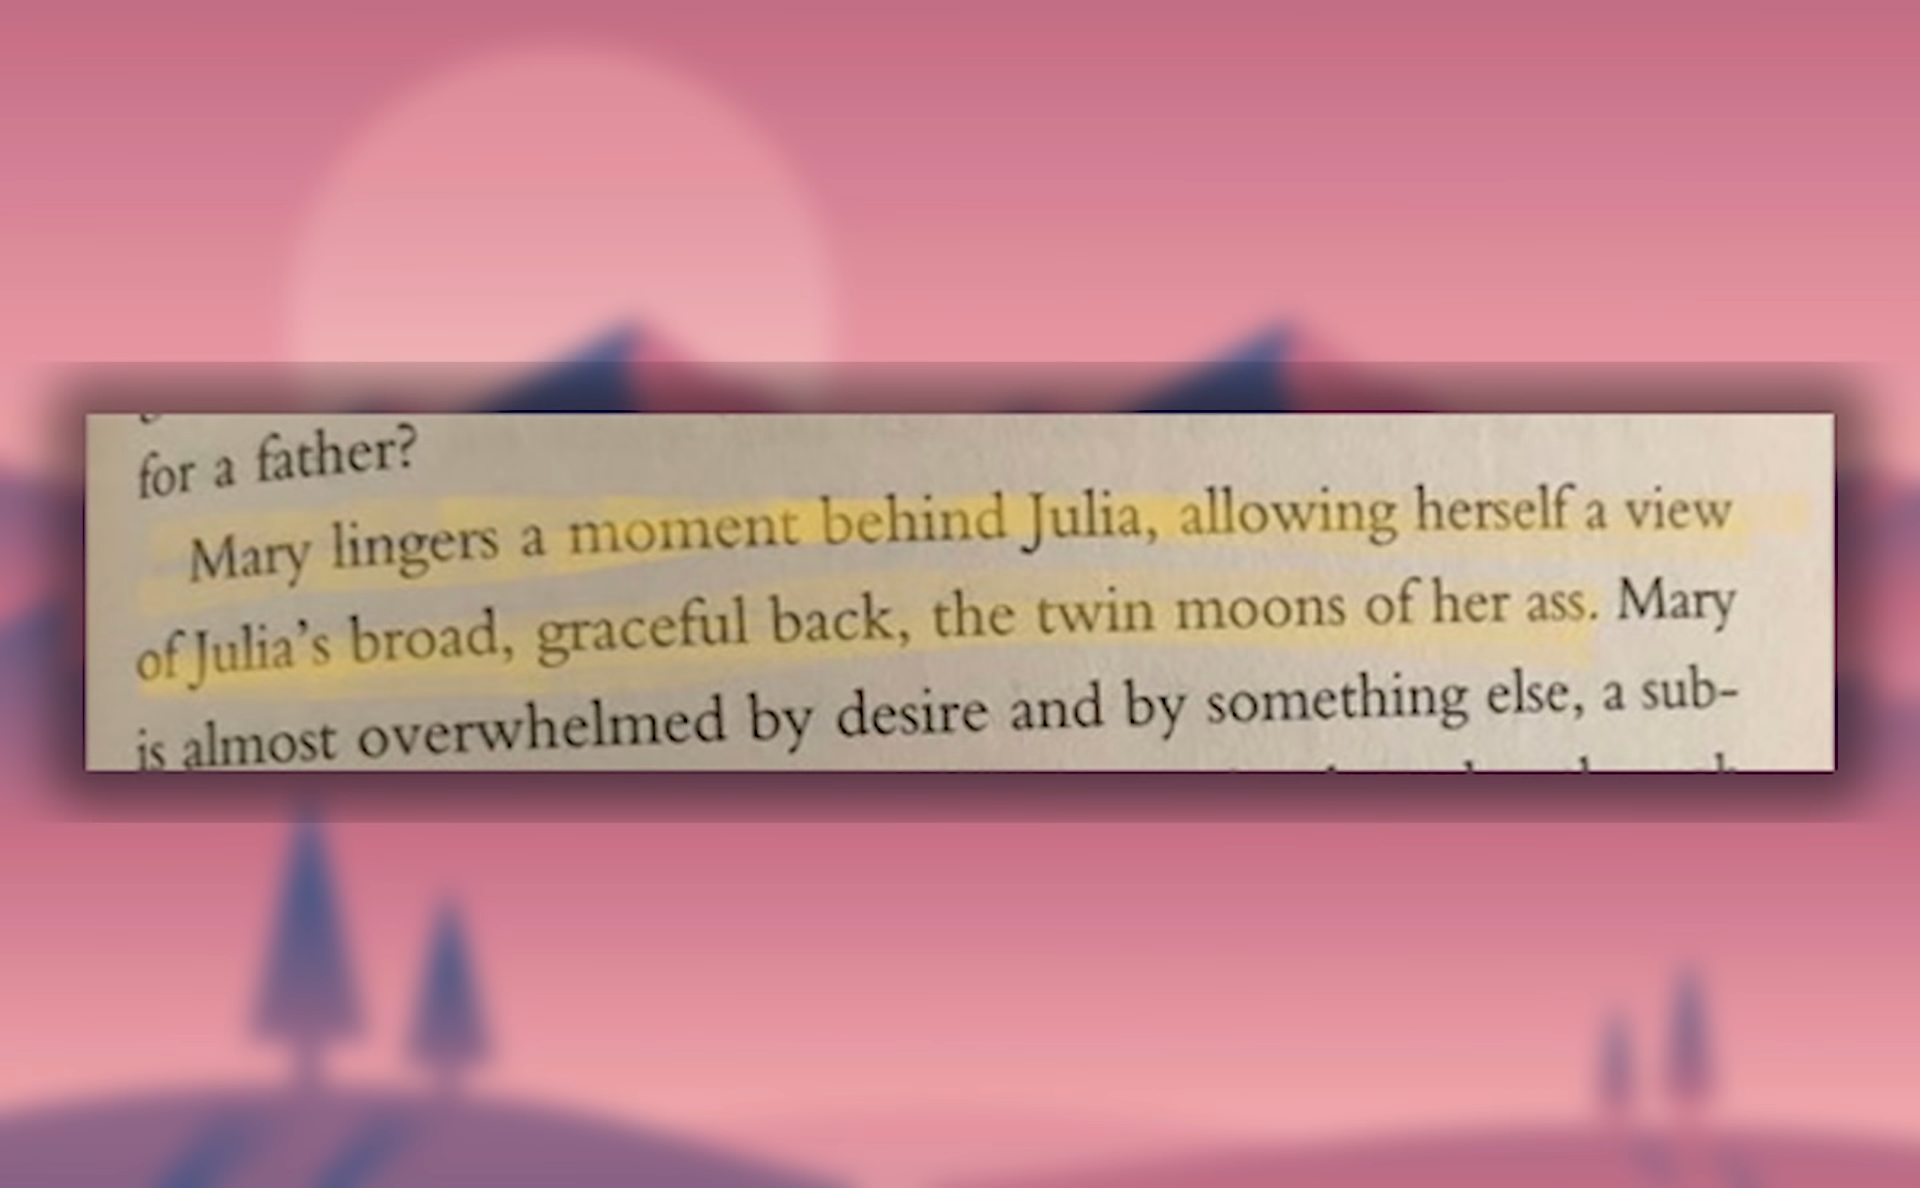 for a father?
Mary lingers a moment behind Julia, allowing herself a view
of Julia's broad, graceful back, the twin moons of her ass. Mary
is almost overwhelmed by desire and by something else, a sub-